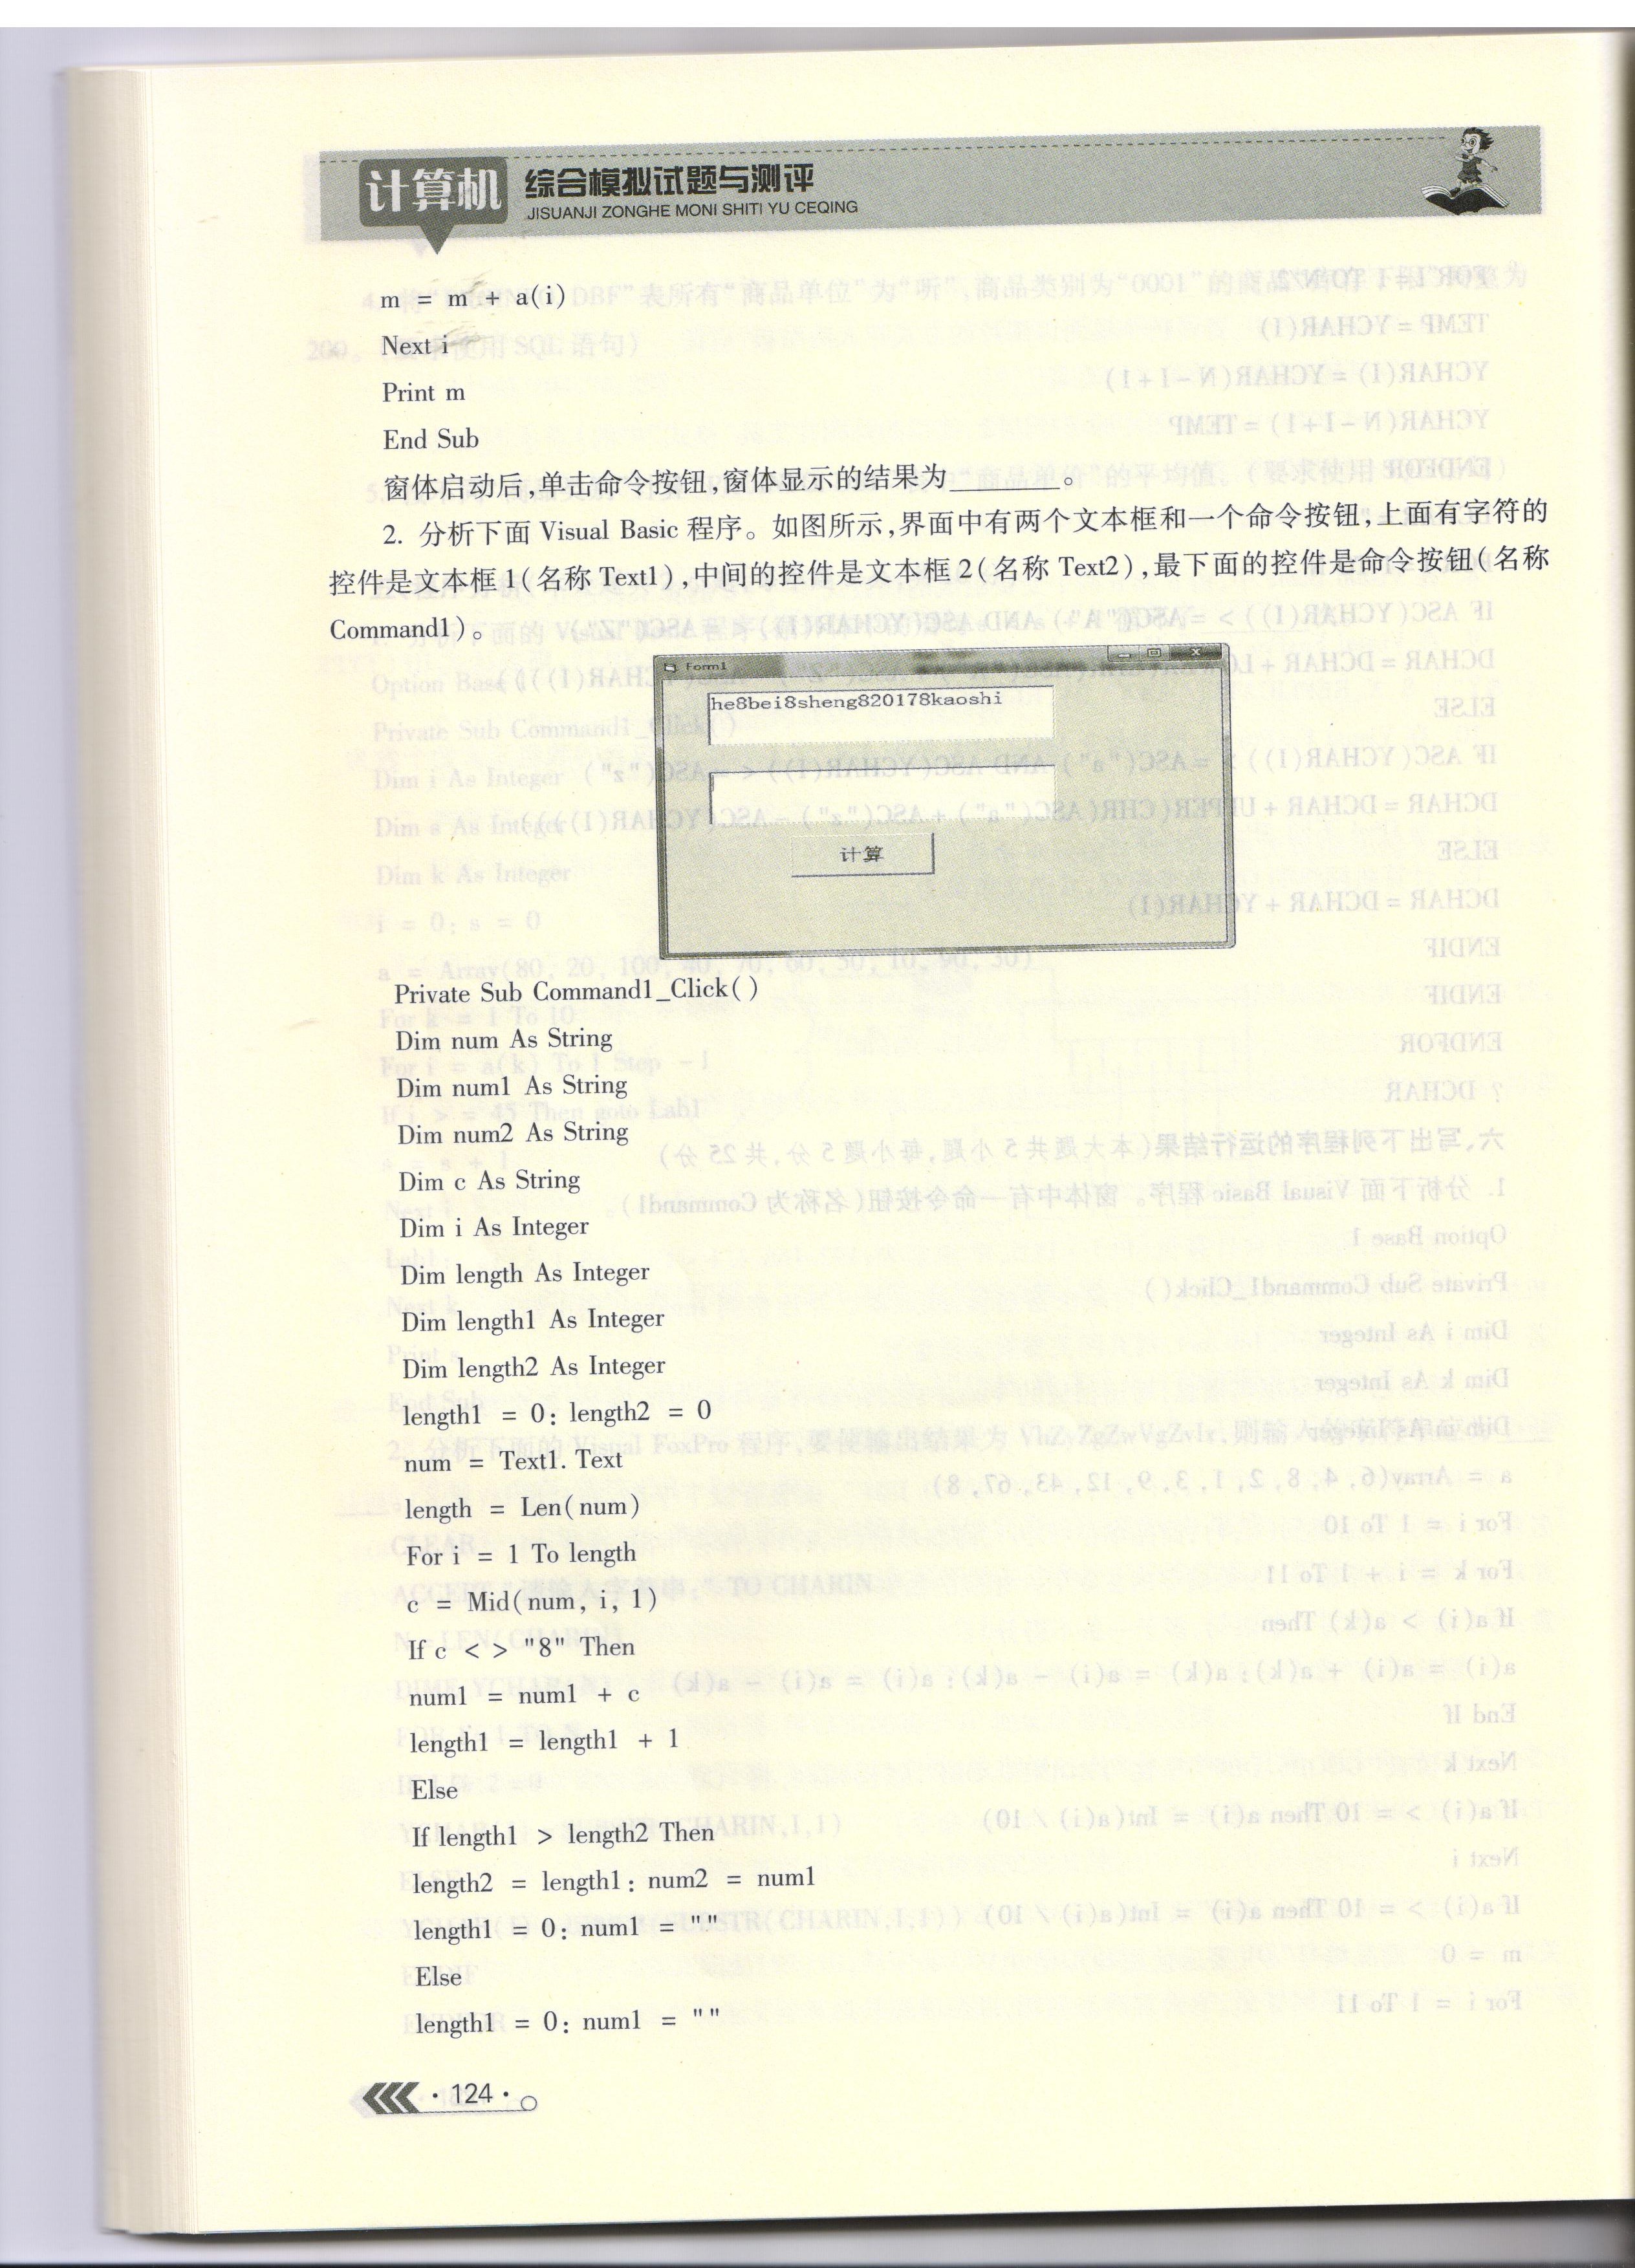 计算机 综合模拟试题与测评
JISUANJI ZONGHE MONI SHITI YU CEQING
m = m + a(i)
Next i
Print m
End Sub
窗体启动后,单击命令按钮,窗体显示的结果为________。
2. 分析下面 Visual Basic 程序。如图所示,界面中有两个文本框和一个命令按钮,上面有字符的
控件是文本框 1(名称 Text1),中间的控件是文本框 2(名称 Text2),最下面的控件是命令按钮(名称
Command1)。
Form1
he8bei8sheng820178kaoshi
计算
Private Sub Command1_Click( )
Dim num As String
Dim num1 As String
Dim num2 As String
Dim c As String
Dim i As Integer
Dim length As Integer
Dim length1 As Integer
Dim length2 As Integer
length1 = 0: length2 = 0
num = Text1. Text
length = Len(num)
For i = 1 To length
c = Mid(num, i, 1)
If c < > "8" Then
num1 = num1 + c
length1 = length1 + 1
Else
If length1 > length2 Then
length2 = length1: num2 = num1
length1 = 0: num1 = ""
Else
length1 = 0: num1 = ""
· 124 ·